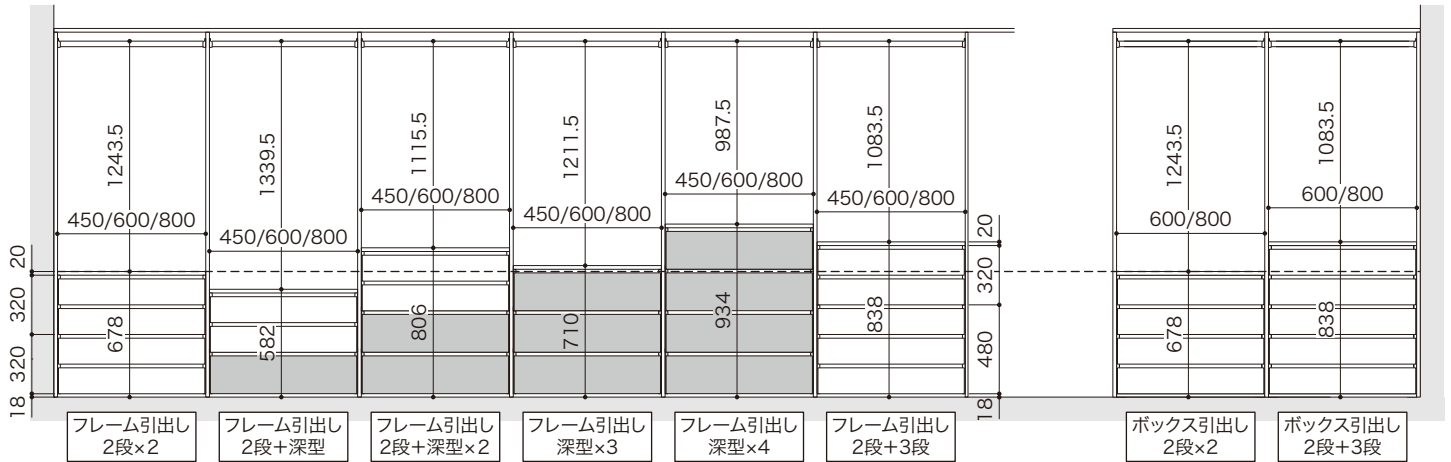 1243.5
1339.5
1115.5
1211.5
987.5
1083.5
1243.5
1083.5
450/600/800
450/600/800
450/600/800
450/600/800
450/600/800
450/600/800
600/800
600/800
20
320
320
18
678
582
806
710
934
838
20
320
480
18
678
838
フレーム引出し
2段×2
フレーム引出し
2段+深型
フレーム引出し
2段+深型×2
フレーム引出し
深型×3
フレーム引出し
深型×4
フレーム引出し
2段+3段
ボックス引出し
2段×2
ボックス引出し
2段+3段